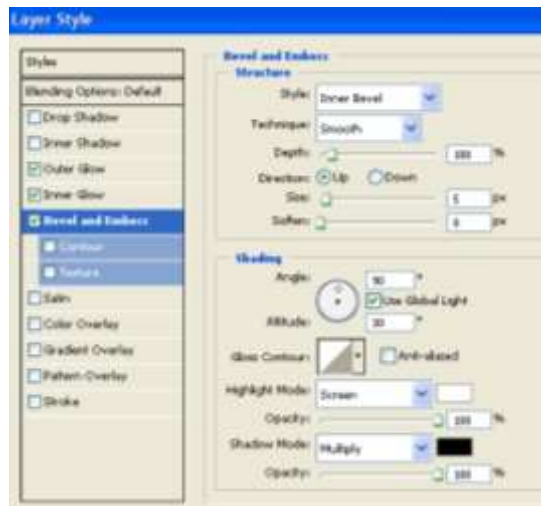 Layer Style
Styles
Blending Options: Default
Drop Shadow
Inner Shadow
Outer Glow
Inner Glow
Bevel and Emboss
Contour
Texture
Satin
Color Overlay
Gradient Overlay
Pattern Overlay
Stroke
Bevel and Emboss
Structure
Style: Inner Bevel
Technique: Smooth
Depth: 100 %
Direction: Up Down
Size: 5 px
Soften: 0 px
Shading
Angle: 90 °
Use Global Light
Altitude: 30 °
Gloss Contour: Anti-aliased
Highlight Mode: Screen
Opacity: 100 %
Shadow Mode: Multiply
Opacity: 100 %